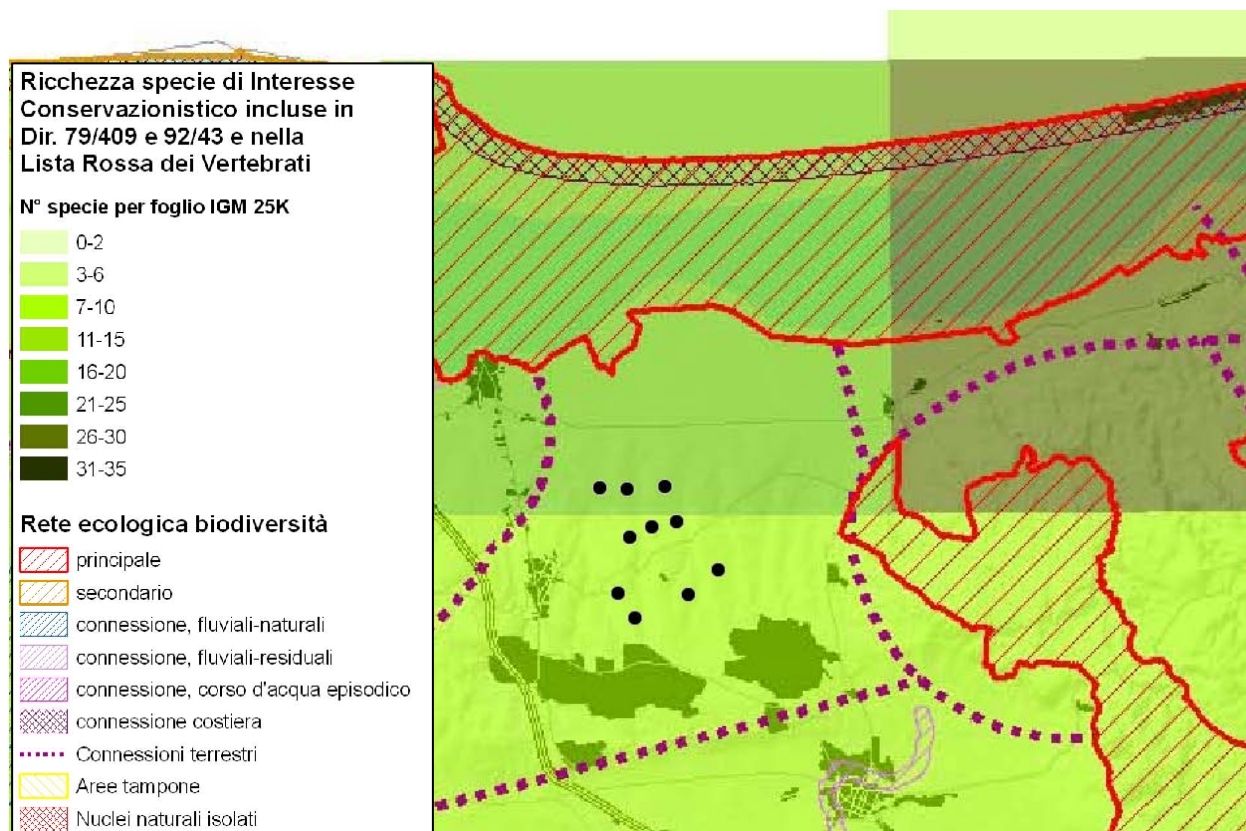 Ricchezza specie di Interesse
Conservazionistico incluse in
Dir. 79/409 e 92/43 e nella
Lista Rossa dei Vertebrati
N° specie per foglio IGM 25K
0-2
3-6
7-10
11-15
16-20
21-25
26-30
31-35
Rete ecologica biodiversità
principale
secondario
connessione, fluviali-naturali
connessione, fluviali-residuali
connessione, corso d'acqua episodico
connessione costiera
Connessioni terrestri
Aree tampone
Nuclei naturali isolati